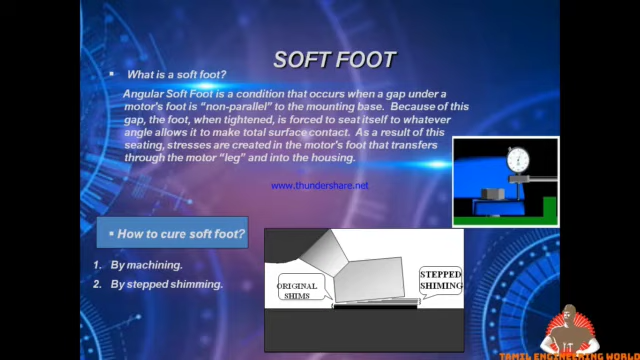 SOFT FOOT
▪ What is a soft foot?
Angular Soft Foot is a condition that occurs when a gap under a
motor's foot is "non-parallel" to the mounting base. Because of this
gap, the foot, when tightened, is forced to seat itself to whatever
angle allows it to make total surface contact. As a result of this
seating, stresses are created in the motor's foot that transfers
through the motor "leg" and into the housing.
www.thundershare.net
▪ How to cure soft foot?
1. By machining.
2. By stepped shimming.
ORIGINAL
SHIMS
STEPPED
SHIMING
TAMIL ENGINEERING WORLD